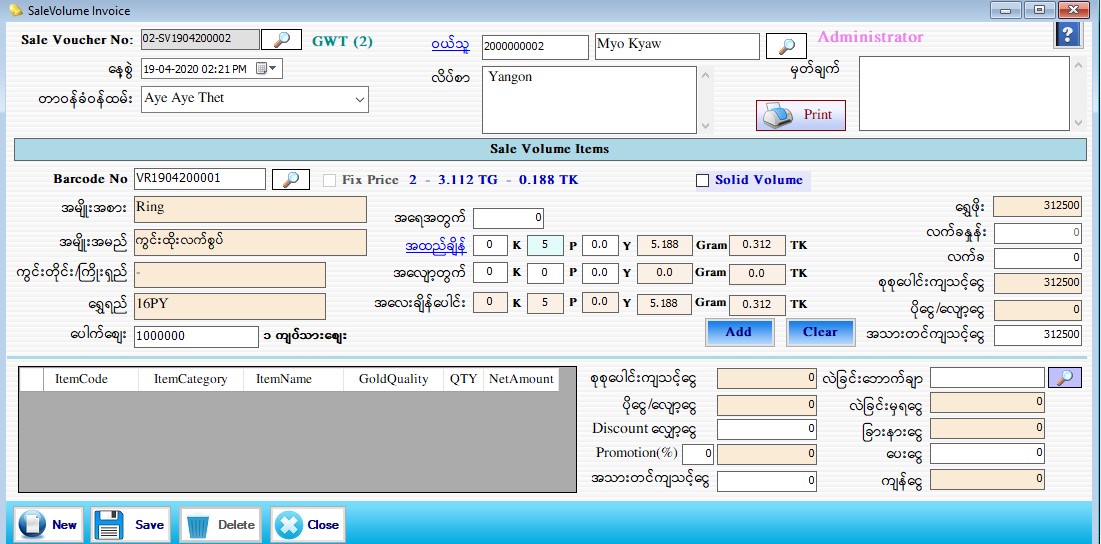 SaleVolume Invoice
Sale Voucher No: 02-SV1904200002 GWT (2) ဝယ်သူ 2000000002 Myo Kyaw Administrator ?
နေ့စွဲ 19-04-2020 02:21 PM လိပ်စာ Yangon မှတ်ချက်
တာဝန်ခံဝန်ထမ်း Aye Aye Thet Print
Sale Volume Items
Barcode No VR1904200001 Fix Price 2 - 3.112 TG - 0.188 TK Solid Volume
အမျိုးအစား Ring အရေအတွက် 0 ရွှေဖိုး 312500
အမျိုးအမည် ကွင်းထိုးလက်စွပ် အထည်ချိန် 0 K 5 P 0.0 Y 5.188 Gram 0.312 TK လက်ခနှုန်း 0
လက်ခ 0
ကွင်းတိုင်း/ကြိုးရှည် - အလျော့တွက် 0 K 0 P 0.0 Y 0.0 Gram 0.0 TK စုစုပေါင်းကျသင့်ငွေ 312500
ရွှေရည် 16PY အလေးချိန်ပေါင်း 0 K 5 P 0.0 Y 5.188 Gram 0.312 TK ပိုငွေ/လျော့ငွေ 0
ပေါက်ဈေး 1000000 ၁ ကျပ်သားဈေး Add Clear အသားတင်ကျသင့်ငွေ 312500
ItemCode ItemCategory ItemName GoldQuality QTY NetAmount
စုစုပေါင်းကျသင့်ငွေ 0 လဲခြင်းဘောက်ချာ
ပိုငွေ/လျော့ငွေ 0 လဲခြင်းမှရငွေ 0
Discount လျှော့ငွေ 0 ခြားနားငွေ 0
Promotion(%) 0 0 ပေးငွေ 0
အသားတင်ကျသင့်ငွေ 0 ကျန်ငွေ 0
New Save Delete Close